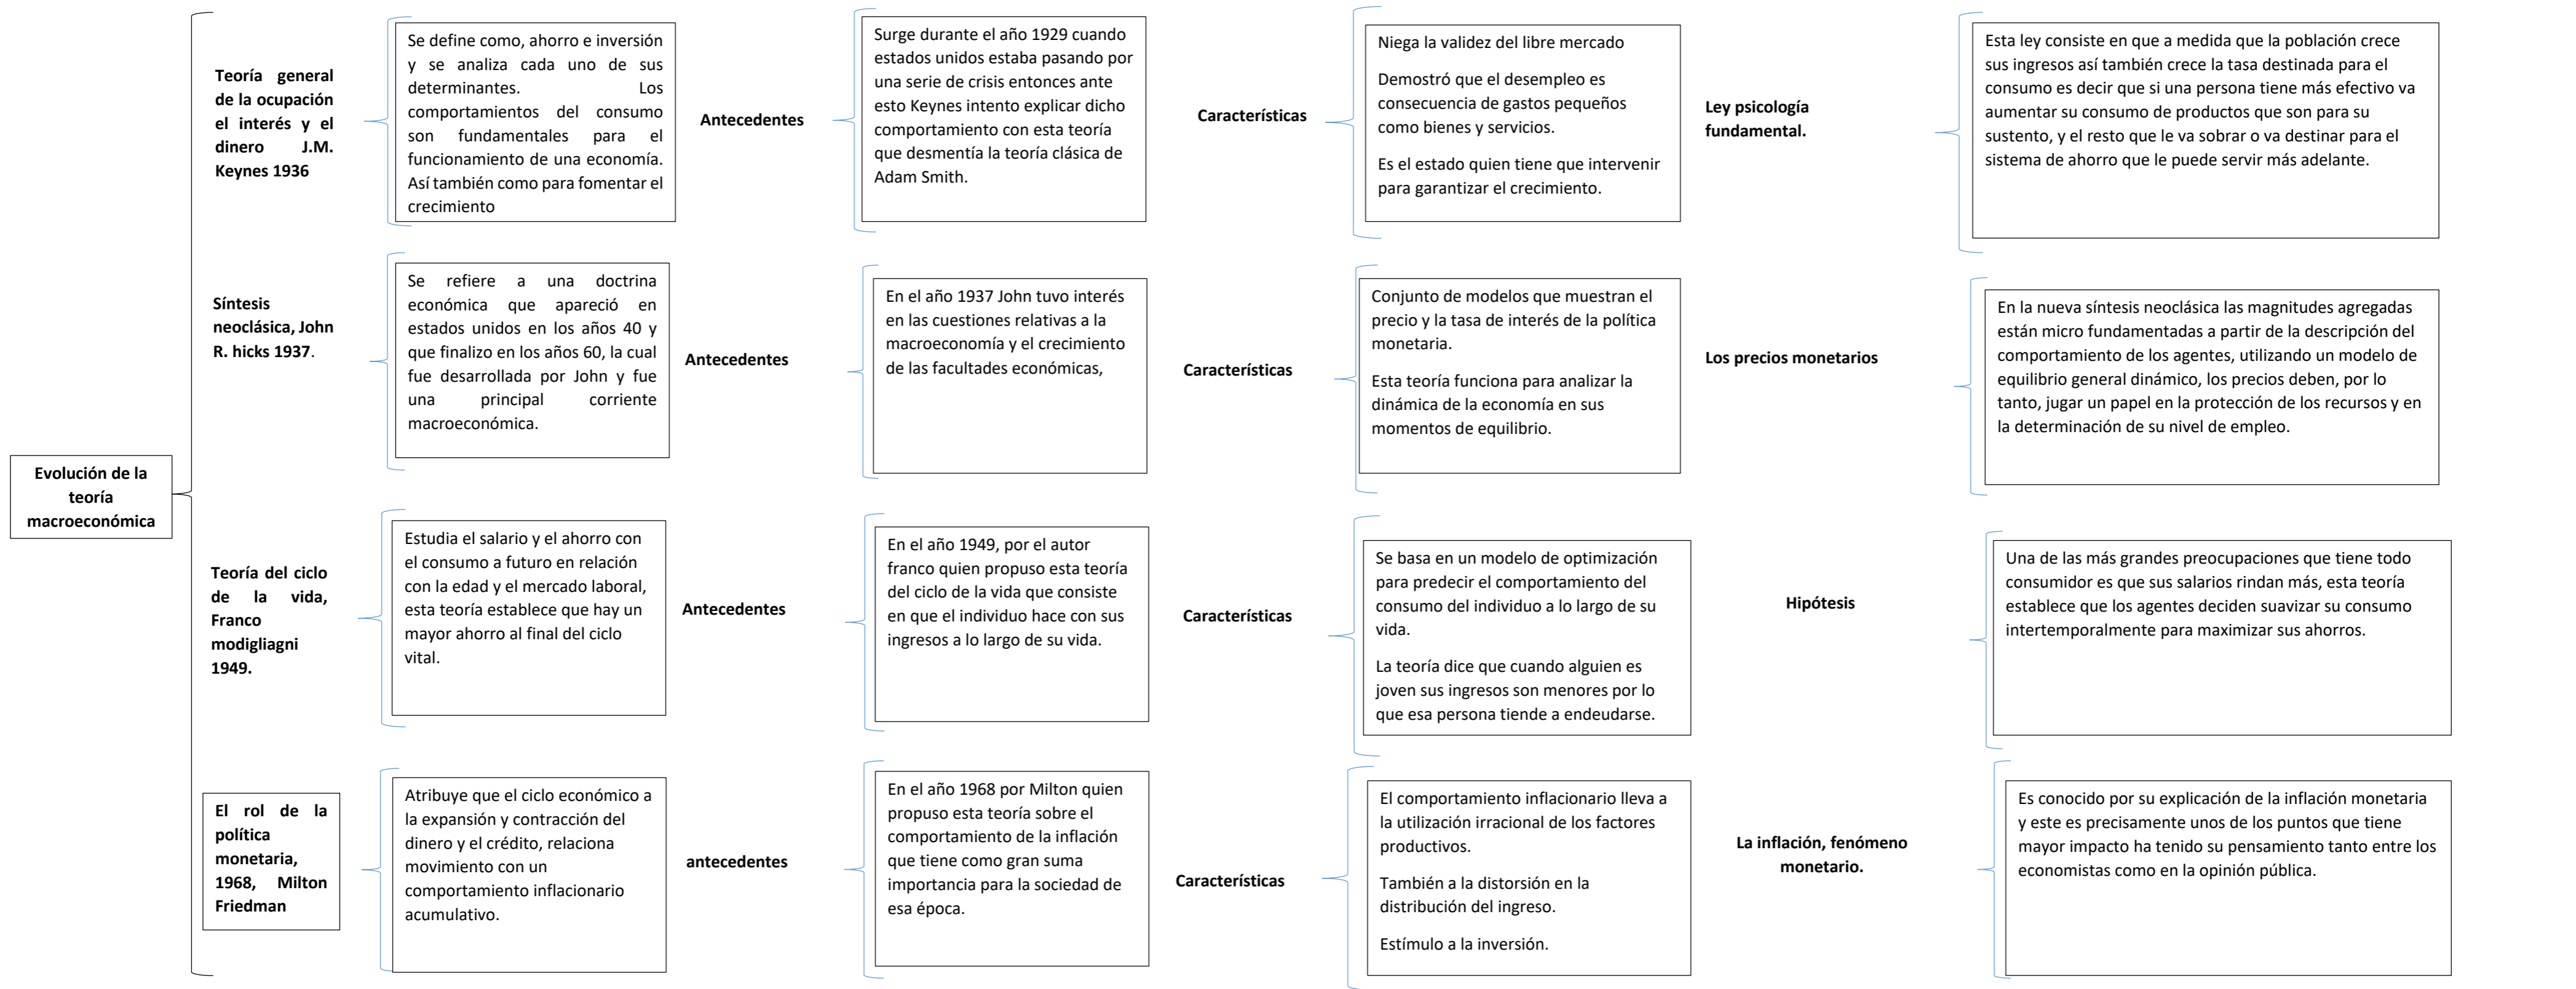 Evolución de la
teoría
macroeconómica
Teoría general
de la ocupación
el interés y el
dinero J.M.
Keynes 1936
Se define como, ahorro e inversión
y se analiza cada uno de sus
determinantes. Los
comportamientos del consumo
son fundamentales para el
funcionamiento de una economía.
Así también como para fomentar el
crecimiento
Antecedentes
Surge durante el año 1929 cuando
estados unidos estaba pasando por
una serie de crisis entonces ante
esto Keynes intento explicar dicho
comportamiento con esta teoría
que desmentía la teoría clásica de
Adam Smith.
Características
Niega la validez del libre mercado
Demostró que el desempleo es
consecuencia de gastos pequeños
como bienes y servicios.
Es el estado quien tiene que intervenir
para garantizar el crecimiento.
Ley psicología
fundamental.
Esta ley consiste en que a medida que la población crece
sus ingresos así también crece la tasa destinada para el
consumo es decir que si una persona tiene más efectivo va
aumentar su consumo de productos que son para su
sustento, y el resto que le va sobrar o va destinar para el
sistema de ahorro que le puede servir más adelante.
Síntesis
neoclásica, John
R. hicks 1937.
Se refiere a una doctrina
económica que apareció en
estados unidos en los años 40 y
que finalizo en los años 60, la cual
fue desarrollada por John y fue
una principal corriente
macroeconómica.
Antecedentes
En el año 1937 John tuvo interés
en las cuestiones relativas a la
macroeconomía y el crecimiento
de las facultades económicas,
Características
Conjunto de modelos que muestran el
precio y la tasa de interés de la política
monetaria.
Esta teoría funciona para analizar la
dinámica de la economía en sus
momentos de equilibrio.
Los precios monetarios
En la nueva síntesis neoclásica las magnitudes agregadas
están micro fundamentadas a partir de la descripción del
comportamiento de los agentes, utilizando un modelo de
equilibrio general dinámico, los precios deben, por lo
tanto, jugar un papel en la protección de los recursos y en
la determinación de su nivel de empleo.
Teoría del ciclo
de la vida,
Franco
modigliagni
1949.
Estudia el salario y el ahorro con
el consumo a futuro en relación
con la edad y el mercado laboral,
esta teoría establece que hay un
mayor ahorro al final del ciclo
vital.
Antecedentes
En el año 1949, por el autor
franco quien propuso esta teoría
del ciclo de la vida que consiste
en que el individuo hace con sus
ingresos a lo largo de su vida.
Características
Se basa en un modelo de optimización
para predecir el comportamiento del
consumo del individuo a lo largo de su
vida.
La teoría dice que cuando alguien es
joven sus ingresos son menores por lo
que esa persona tiende a endeudarse.
Hipótesis
Una de las más grandes preocupaciones que tiene todo
consumidor es que sus salarios rindan más, esta teoría
establece que los agentes deciden suavizar su consumo
intertemporalmente para maximizar sus ahorros.
El rol de la
política
monetaria,
1968, Milton
Friedman
Atribuye que el ciclo económico a
la expansión y contracción del
dinero y el crédito, relaciona
movimiento con un
comportamiento inflacionario
acumulativo.
antecedentes
En el año 1968 por Milton quien
propuso esta teoría sobre el
comportamiento de la inflación
que tiene como gran suma
importancia para la sociedad de
esa época.
Características
El comportamiento inflacionario lleva a
la utilización irracional de los factores
productivos.
También a la distorsión en la
distribución del ingreso.
Estímulo a la inversión.
La inflación, fenómeno
monetario.
Es conocido por su explicación de la inflación monetaria
y este es precisamente unos de los puntos que tiene
mayor impacto ha tenido su pensamiento tanto entre los
economistas como en la opinión pública.